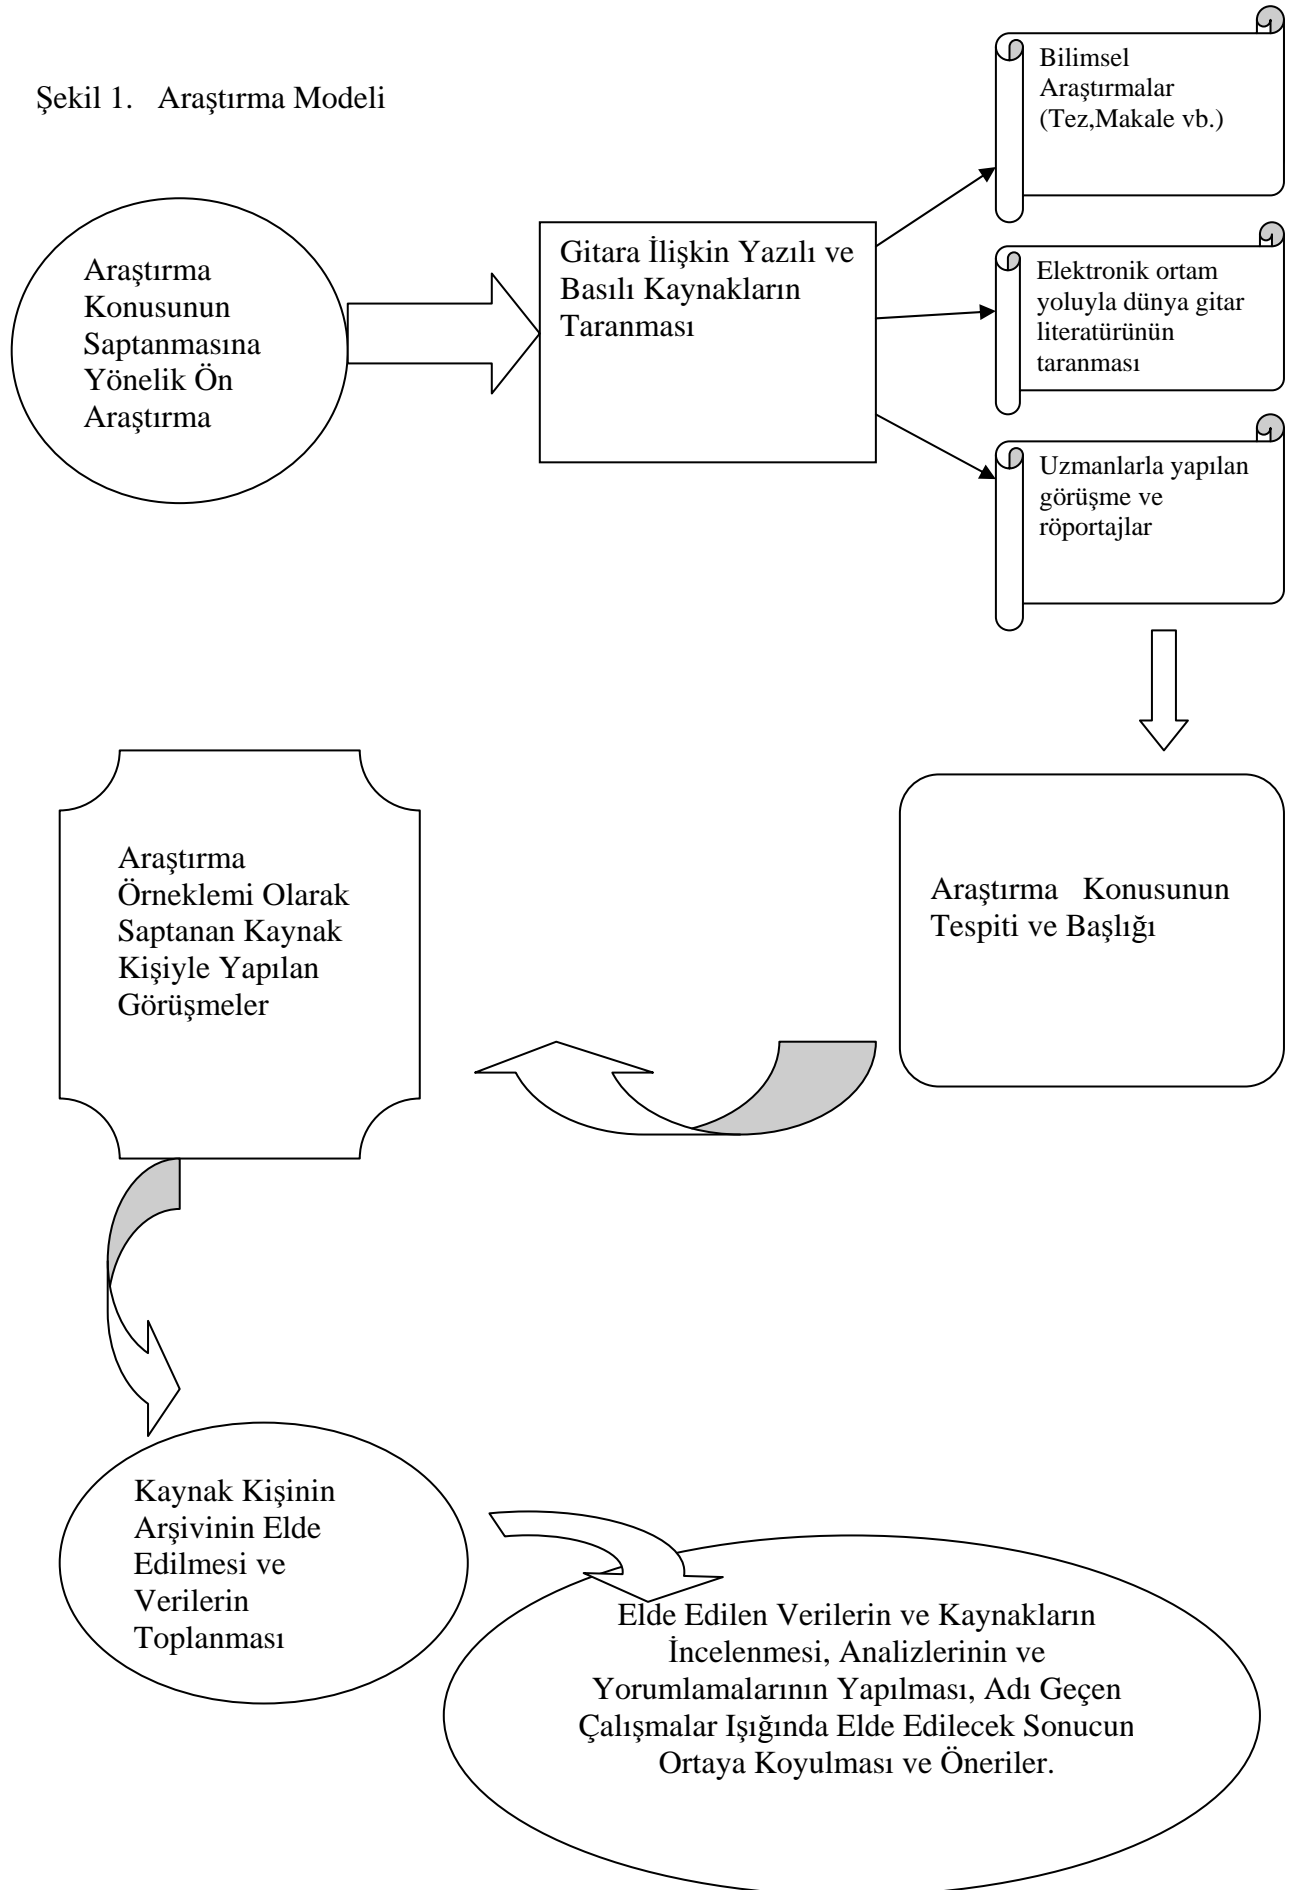 Şekil 1.   Araştırma Modeli
Araştırma
Konusunun
Saptanmasına
Yönelik Ön
Araştırma
Gitara İlişkin Yazılı ve
Basılı Kaynakların
Taranması
Bilimsel
Araştırmalar
(Tez,Makale vb.)
Elektronik ortam
yoluyla dünya gitar
literatürünün
taranması
Uzmanlarla yapılan
görüşme ve
röportajlar
Araştırma   Konusunun
Tespiti ve Başlığı
Araştırma
Örneklemi Olarak
Saptanan Kaynak
Kişiyle Yapılan
Görüşmeler
Kaynak Kişinin
Arşivinin Elde
Edilmesi ve
Verilerin
Toplanması
Elde Edilen Verilerin ve Kaynakların
İncelenmesi, Analizlerinin ve
Yorumlamalarının Yapılması, Adı Geçen
Çalışmalar Işığında Elde Edilecek Sonucun
Ortaya Koyulması ve Öneriler.